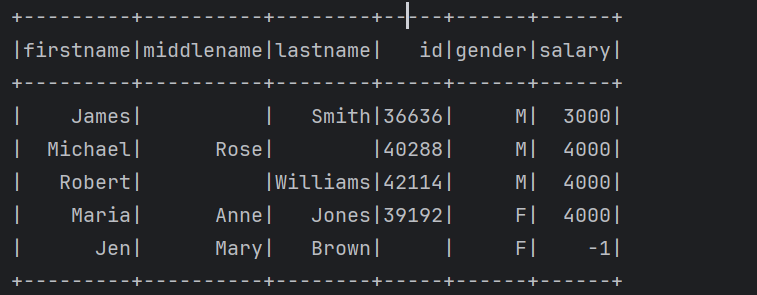 +---------+----------+--------+-----+------+------+
|firstname|middlename|lastname|   id|gender|salary|
+---------+----------+--------+-----+------+------+
|    James|          |   Smith|36636|     M|  3000|
|  Michael|      Rose|        |40288|     M|  4000|
|   Robert|          |Williams|42114|     M|  4000|
|    Maria|      Anne|   Jones|39192|     F|  4000|
|      Jen|      Mary|   Brown|     |     F|    -1|
+---------+----------+--------+-----+------+------+